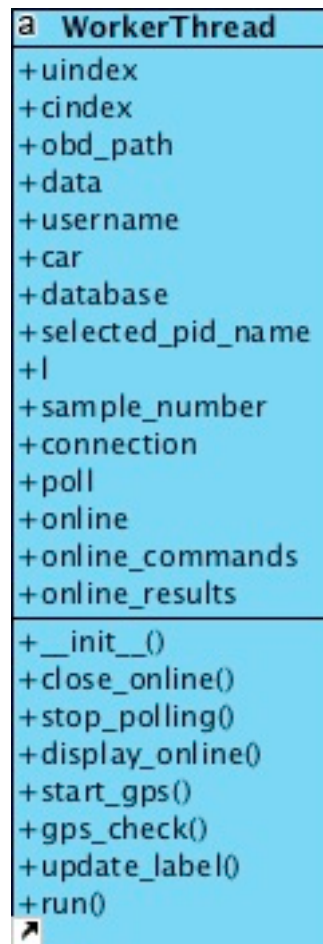 a WorkerThread
+uindex
+cindex
+obd_path
+data
+username
+car
+database
+selected_pid_name
+l
+sample_number
+connection
+poll
+online
+online_commands
+online_results
+__init__()
+close_online()
+stop_polling()
+display_online()
+start_gps()
+gps_check()
+update_label()
+run()